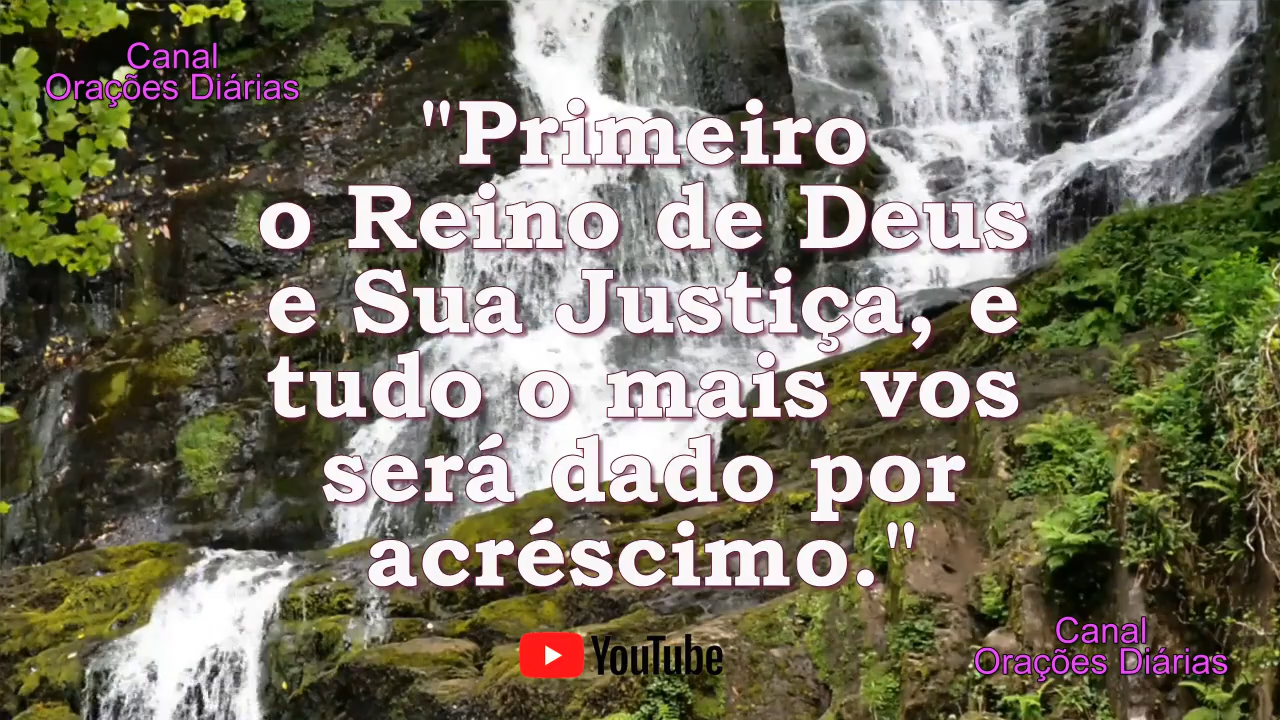 Canal
Orações Diárias
"Primeiro
o Reino de Deus
e Sua Justiça, e
tudo o mais vos
será dado por
acréscimo."
YouTube
Canal
Orações Diárias